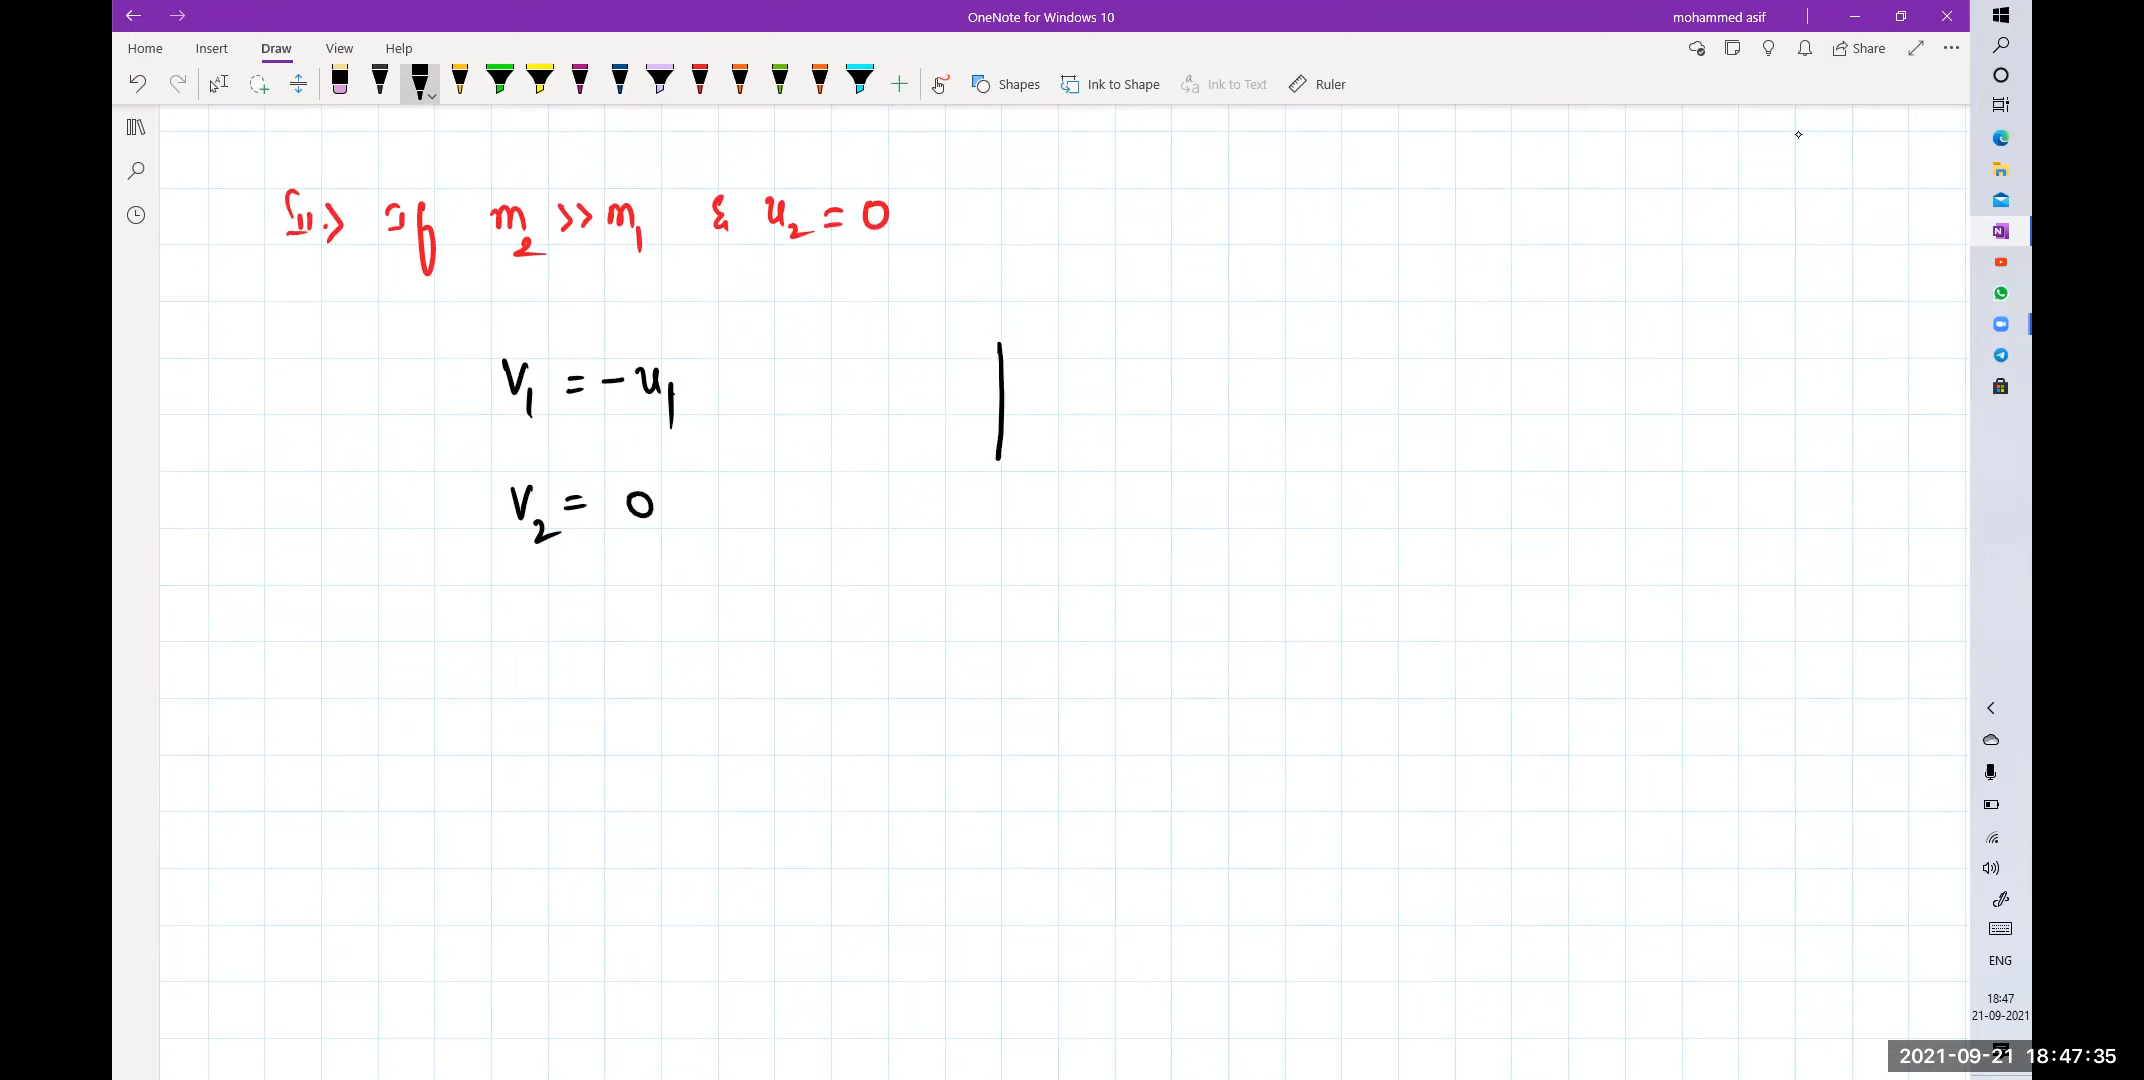 OneNote for Windows 10
mohammed asif
Home Insert Draw View Help
Share
Shapes Ink to Shape Ink to Text Ruler
If m₂ >> m₁ & u₂ = 0
V₁ = - u₁
V₂ = 0
ENG
18:47
21-09-2021
2021-09-21 18:47:35